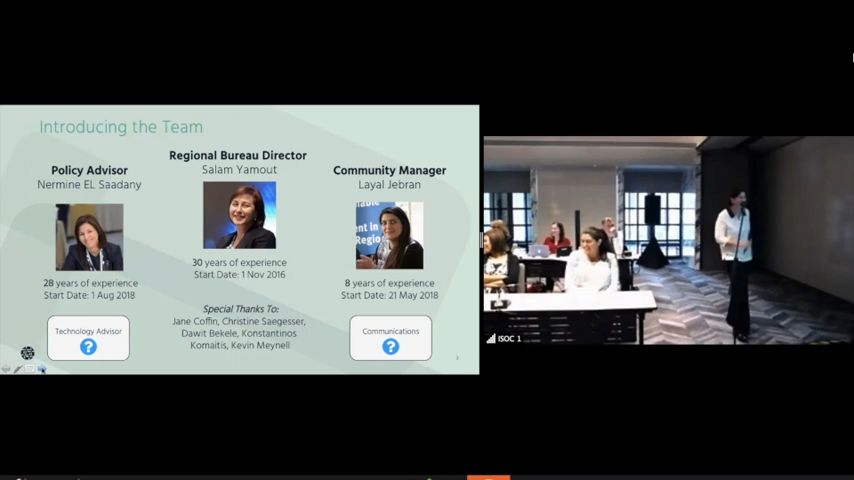 Introducing the Team
Policy Advisor
Nermine EL Saadany
28 years of experience
Start Date: 1 Aug 2018
Technology Advisor
?
Regional Bureau Director
Salam Yamout
30 years of experience
Start Date: 1 Nov 2016
Special Thanks To:
Jane Coffin, Christine Saegesser,
Dawit Bekele, Konstantinos
Komaitis, Kevin Meynell
Community Manager
Layal Jebran
8 years of experience
Start Date: 21 May 2018
Communications
?
3
ISOC 1